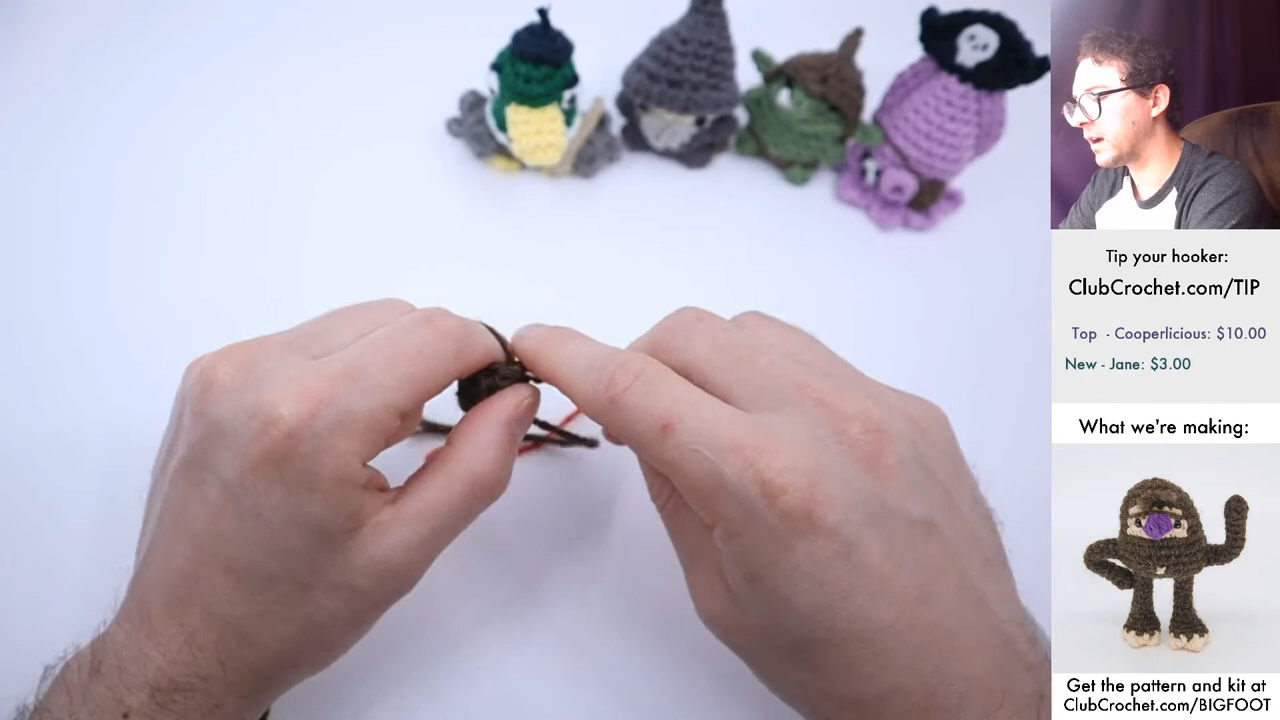 Tip your hooker:
ClubCrochet.com/TIP
Top - Cooperlicious: $10.00
New - Jane: $3.00
What we're making:
Get the pattern and kit at
ClubCrochet.com/BIGFOOT